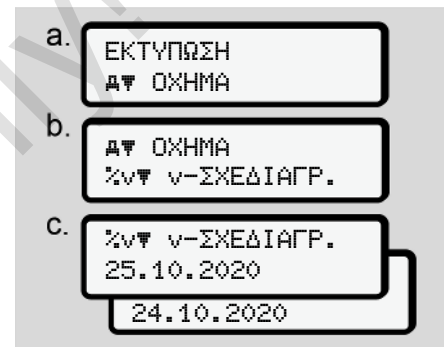 a.
ΕΚΤΥΠΩΣΗ
ΟΧΗΜΑ
b.
ΟΧΗΜΑ
%v▼ v-ΣΧΕΔΙΑΓΡ.
c.
%v▼ v-ΣΧΕΔΙΑΓΡ.
25.10.2020
24.10.2020